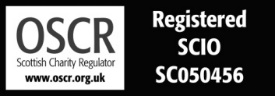 OSCR
Scottish Charity Regulator
www.oscr.org.uk
Registered
SCIO
SC050456